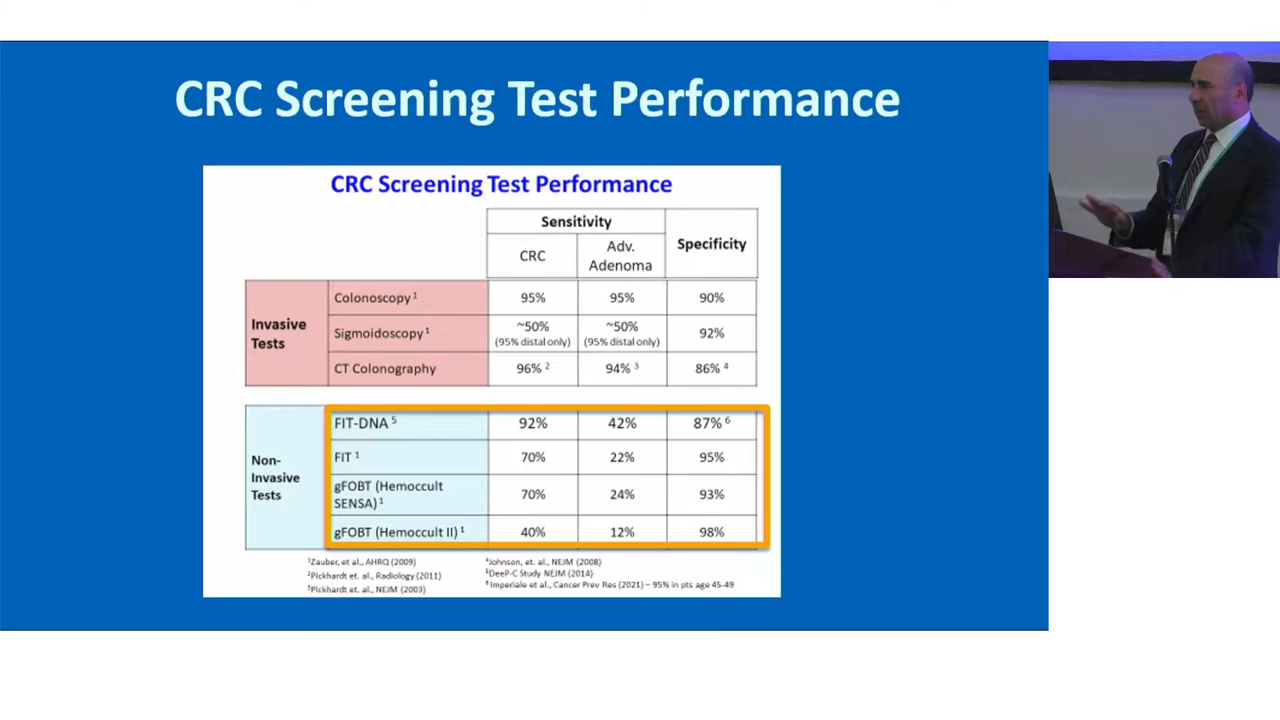 CRC Screening Test Performance
CRC Screening Test Performance
Sensitivity
Specificity
CRC
Adv.
Adenoma
Invasive
Tests
Colonoscopy 1
95%
95%
90%
Sigmoidoscopy 1
~50%
(95% distal only)
~50%
(95% distal only)
92%
CT Colonography
96% 2
94% 3
86% 4
Non-
Invasive
Tests
FIT-DNA 5
92%
42%
87% 6
FIT 1
70%
22%
95%
gFOBT (Hemoccult
SENSA) 1
70%
24%
93%
gFOBT (Hemoccult II) 1
40%
12%
98%
1Zauber, et al., AHRQ (2009)
2Pickhardt et. al., Radiology (2011)
3Pickhardt et. al., NEJM (2003)
4Johnson, et. al., NEJM (2008)
5DeeP-C Study NEJM (2014)
Imperiale et al., Cancer Prev Res (2021) – 95% in pts age 45-49